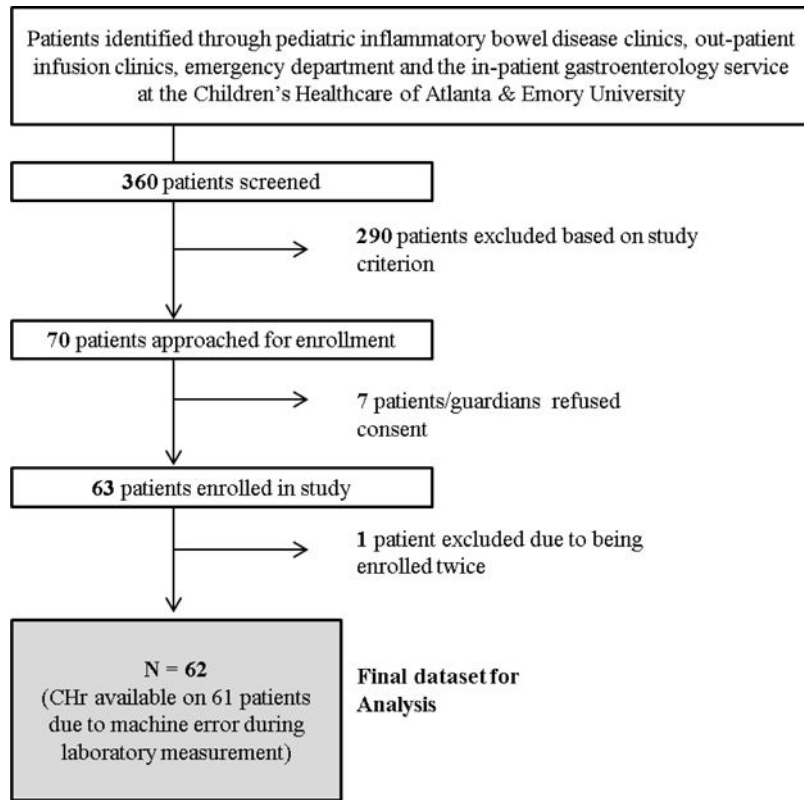 Patients identified through pediatric inflammatory bowel disease clinics, out-patient
infusion clinics, emergency department and the in-patient gastroenterology service
at the Children's Healthcare of Atlanta & Emory University
360 patients screened
290 patients excluded based on study
criterion
70 patients approached for enrollment
7 patients/guardians refused
consent
63 patients enrolled in study
1 patient excluded due to being
enrolled twice
N = 62
(CHr available on 61 patients
due to machine error during
laboratory measurement)
Final dataset for
Analysis